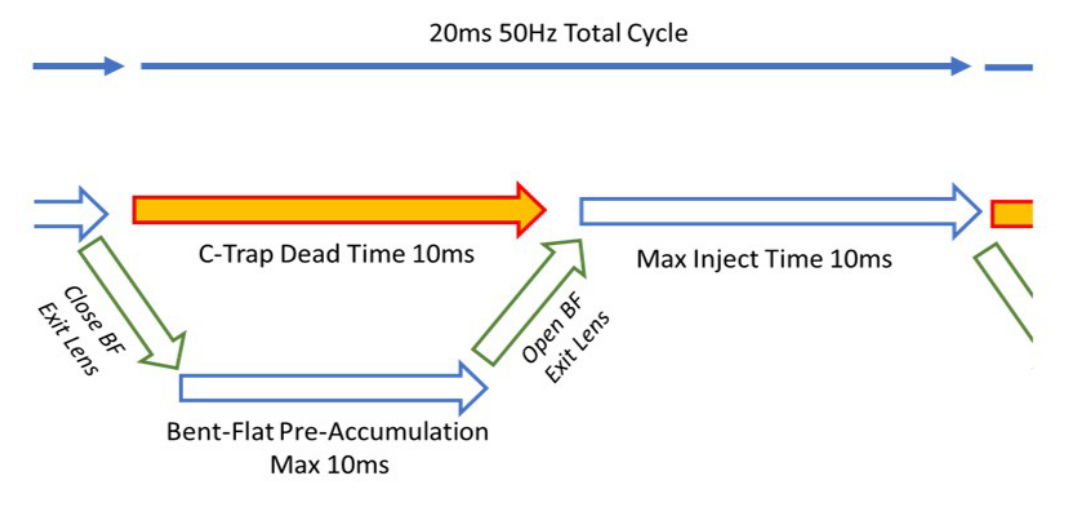 20ms 50Hz Total Cycle
C-Trap Dead Time 10ms
Max Inject Time 10ms
Close BF
Exit Lens
Open BF
Exit Lens
Bent-Flat Pre-Accumulation
Max 10ms